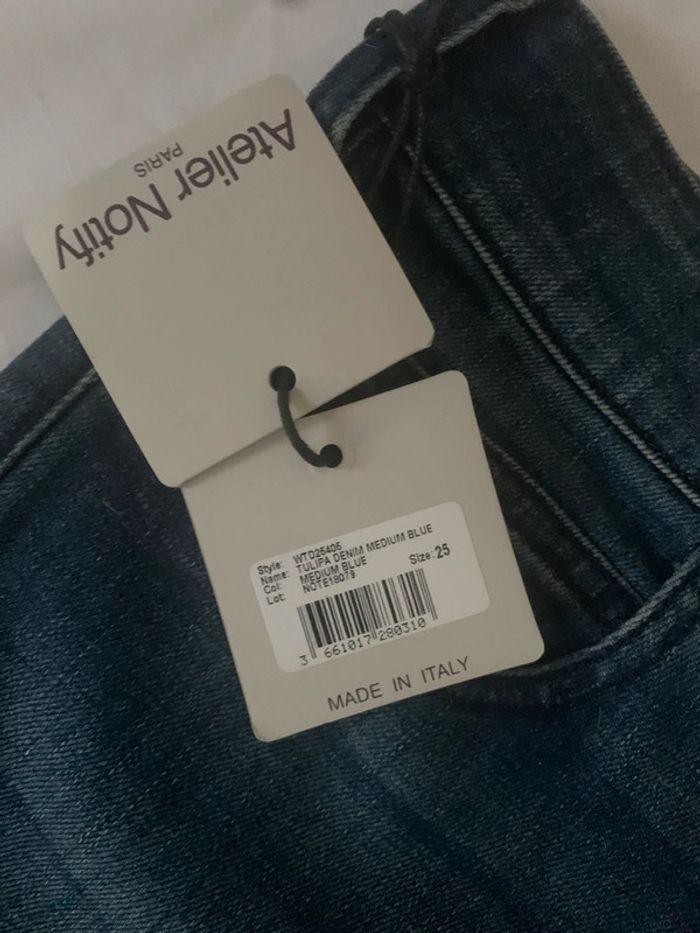 Atelier Notify
PARIS
Style: WTD25405
Name: TULIPA DENIM MEDIUM BLUE
Col: MEDIUM BLUE
Lot: NOTE18079
Size: 25
3 661017 280310
MADE IN ITALY